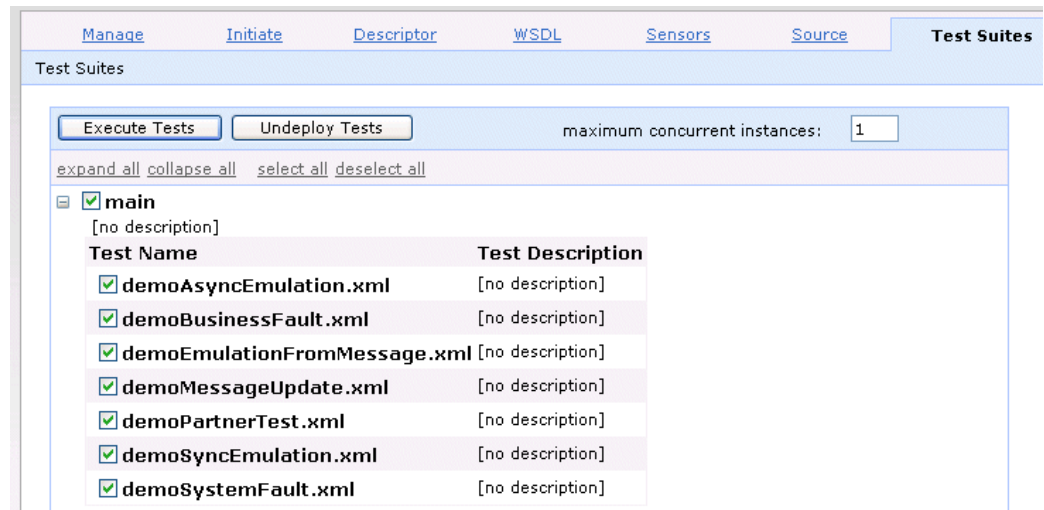 Manage Initiate Descriptor WSDL Sensors Source Test Suites
Test Suites
Execute Tests Undeploy Tests maximum concurrent instances: 1
expand all collapse all select all deselect all
main
[no description]
Test Name Test Description
demoAsyncEmulation.xml [no description]
demoBusinessFault.xml [no description]
demoEmulationFromMessage.xml [no description]
demoMessageUpdate.xml [no description]
demoPartnerTest.xml [no description]
demoSyncEmulation.xml [no description]
demoSystemFault.xml [no description]